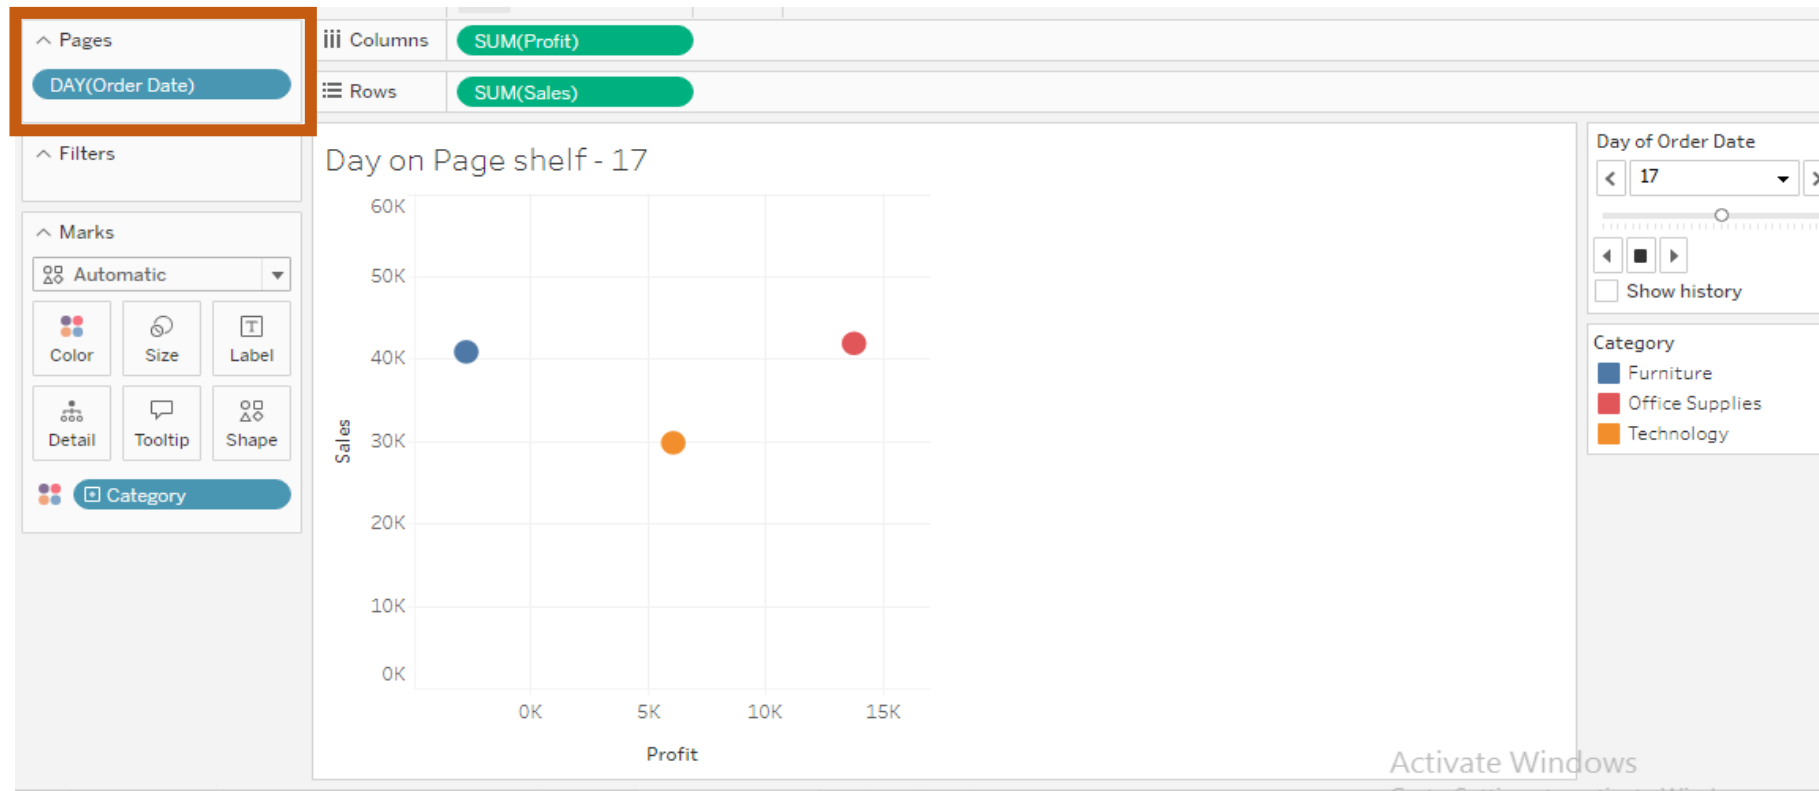 Pages
DAY(Order Date)
Columns
SUM(Profit)
Rows
SUM(Sales)
Filters
Marks
Automatic
Color
Size
Label
Detail
Tooltip
Shape
Category
Day on Page shelf - 17
60K
50K
40K
30K
20K
10K
0K
Sales
0K
5K
10K
15K
Profit
Day of Order Date
17
Show history
Category
Furniture
Office Supplies
Technology
Activate Windows